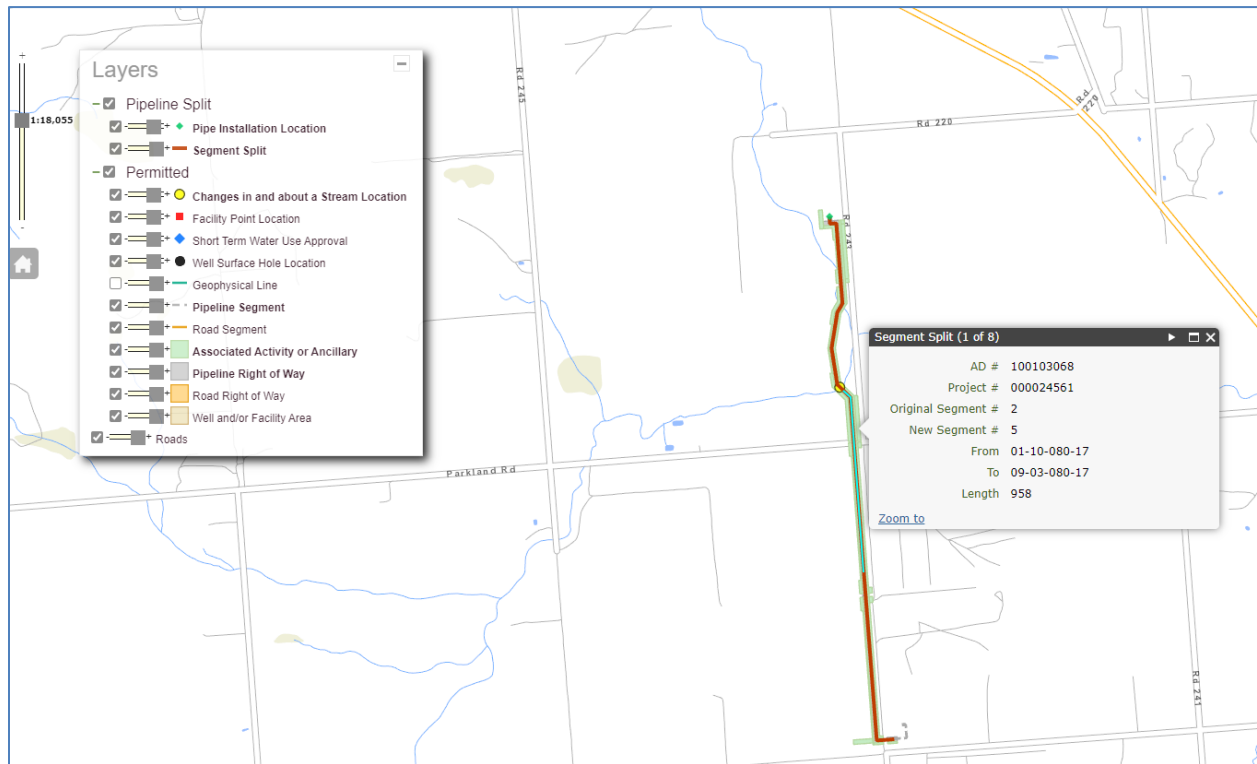 Layers
Pipeline Split
Pipe Installation Location
Segment Split
Permitted
Changes in and about a Stream Location
Facility Point Location
Short Term Water Use Approval
Well Surface Hole Location
Geophysical Line
Pipeline Segment
Road Segment
Associated Activity or Ancillary
Pipeline Right of Way
Road Right of Way
Well and/or Facility Area
Roads
1:18,055
Rd 245
Rd. 220
Rd 220
Rd 241
Segment Split (1 of 8)
AD # 100103068
Project # 000024561
Original Segment # 2
New Segment # 5
From 01-10-080-17
To 09-03-080-17
Length 958
Zoom to
Parkland Rd
Rd 241